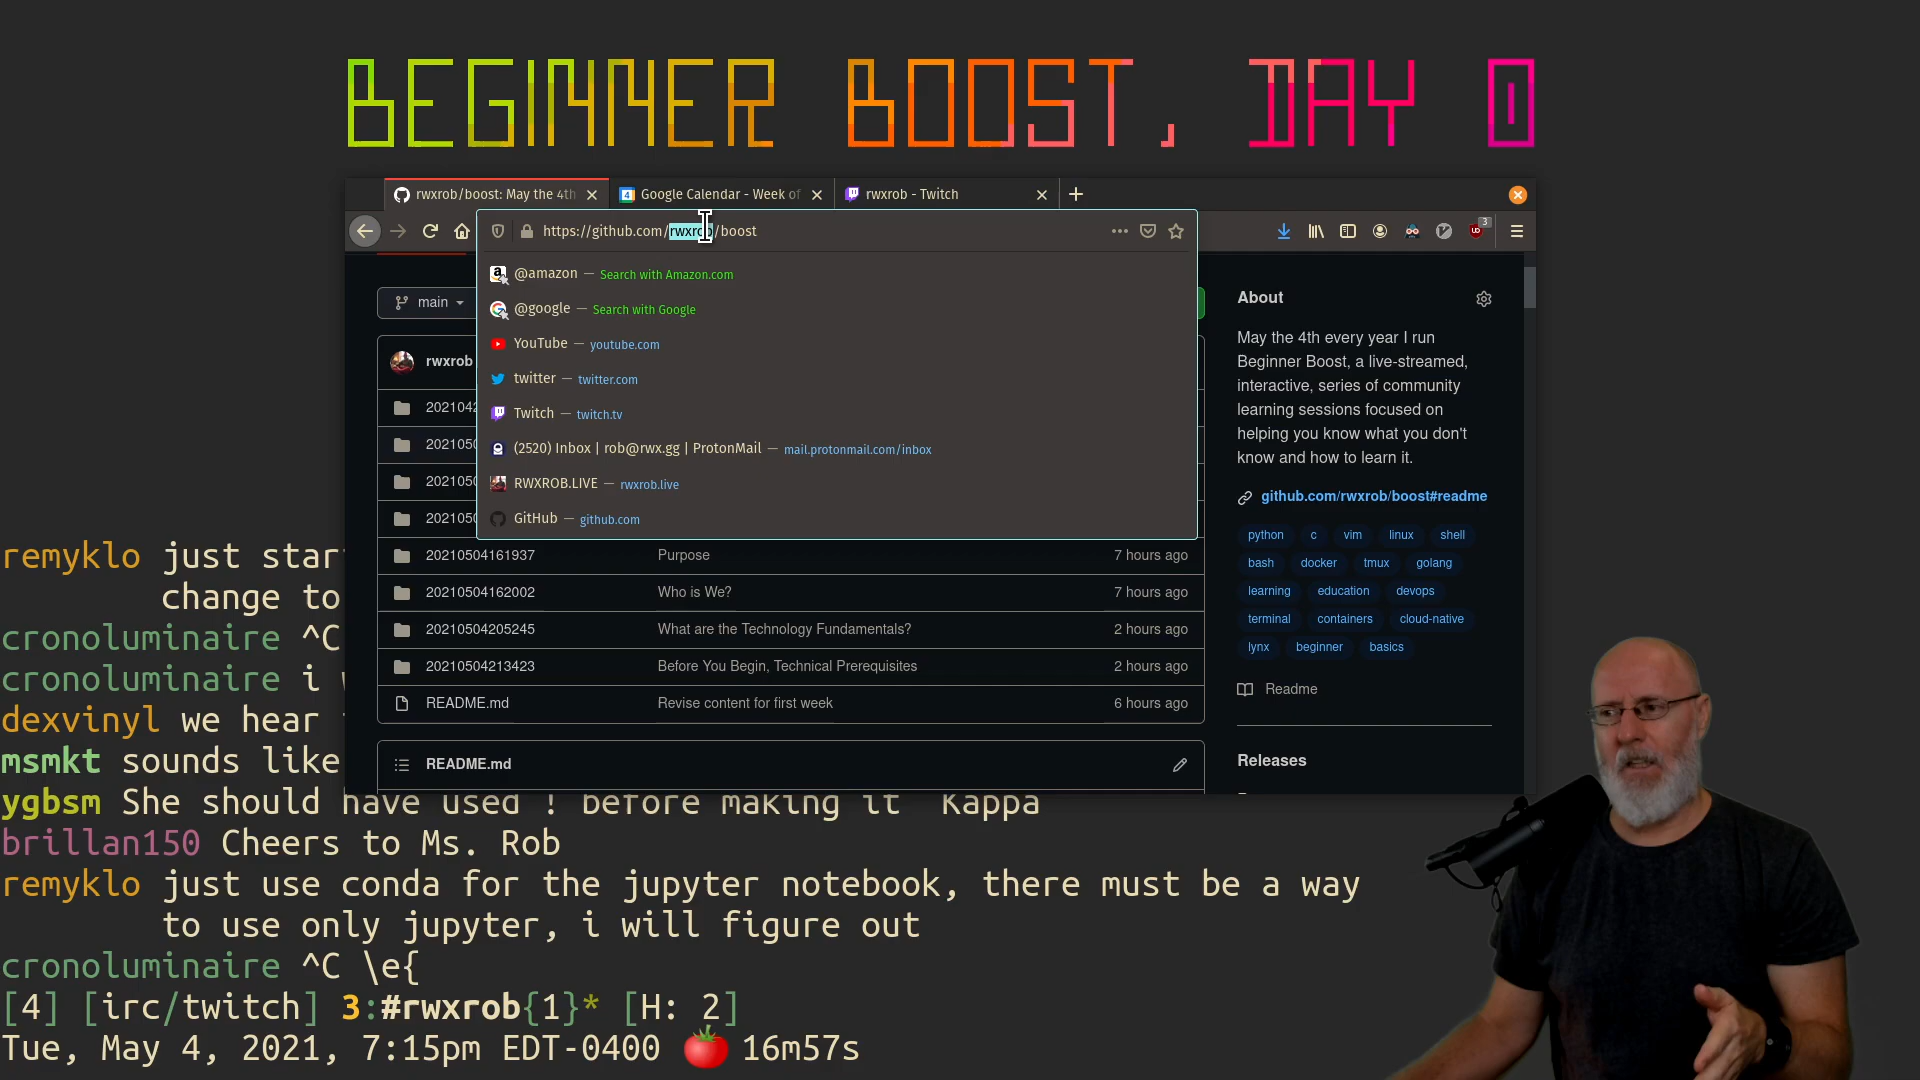 BEGINNER BOOST, DAY 0
rwxrob/boost: May the 4th
Google Calendar - Week of
rwxrob - Twitch
https://github.com/rwxrob/boost
3
@amazon — Search with Amazon.com
@google — Search with Google
YouTube — youtube.com
twitter — twitter.com
Twitch — twitch.tv
(2520) Inbox | rob@rwx.gg | ProtonMail — mail.protonmail.com/inbox
RWXROB.LIVE — rwxrob.live
GitHub — github.com
main
rwxrob
202104
202105
202105
202105
20210504161937 Purpose 7 hours ago
20210504162002 Who is We? 7 hours ago
20210504205245 What are the Technology Fundamentals? 2 hours ago
20210504213423 Before You Begin, Technical Prerequisites 2 hours ago
README.md Revise content for first week 6 hours ago
README.md
About
May the 4th every year I run
Beginner Boost, a live-streamed,
interactive, series of community
learning sessions focused on
helping you know what you don't
know and how to learn it.
github.com/rwxrob/boost#readme
python c vim linux shell
bash docker tmux golang
learning education devops
terminal containers cloud-native
lynx beginner basics
Readme
Releases
remyklo just star
change to
cronoluminaire ^C
cronoluminaire i
dexvinyl we hear
msmkt sounds like
ygbsm She should have used ! before making it Kappa
brillan150 Cheers to Ms. Rob
remyklo just use conda for the jupyter notebook, there must be a way
to use only jupyter, i will figure out
cronoluminaire ^C \e{
[4] [irc/twitch] 3:#rwxrob{1}* [H: 2]
Tue, May 4, 2021, 7:15pm EDT-0400 🍅 16m57s